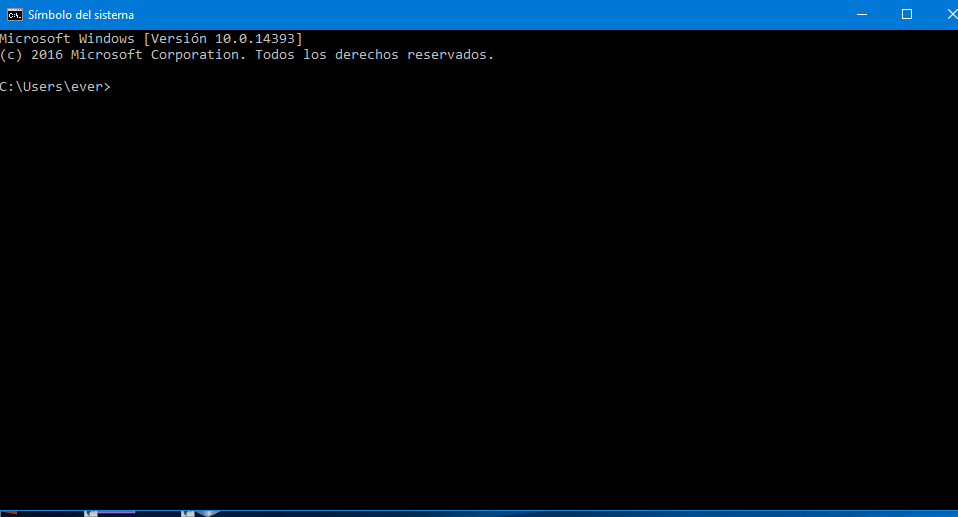 Símbolo del sistema
Microsoft Windows [Versión 10.0.14393]
(c) 2016 Microsoft Corporation. Todos los derechos reservados.
C:\Users\ever>